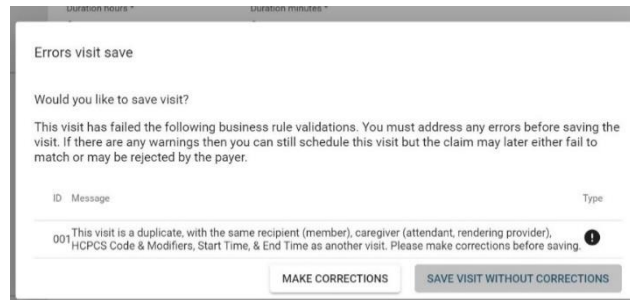 Duration hours * Duration minutes *
Errors visit save
Would you like to save visit?
This visit has failed the following business rule validations. You must address any errors before saving the
visit. If there are any warnings then you can still schedule this visit but the claim may later either fail to
match or may be rejected by the payer.
ID Message Type
001 This visit is a duplicate, with the same recipient (member), caregiver (attendant, rendering provider),
HCPCS Code & Modifiers, Start Time, & End Time as another visit. Please make corrections before saving.
MAKE CORRECTIONS SAVE VISIT WITHOUT CORRECTIONS